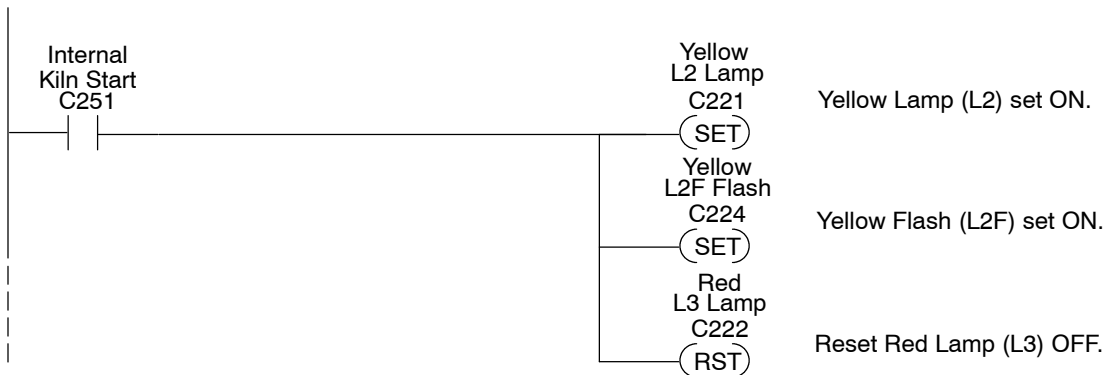 Internal
Kiln Start
C251
Yellow
L2 Lamp
C221
SET
Yellow Lamp (L2) set ON.
Yellow
L2F Flash
C224
SET
Yellow Flash (L2F) set ON.
Red
L3 Lamp
C222
RST
Reset Red Lamp (L3) OFF.